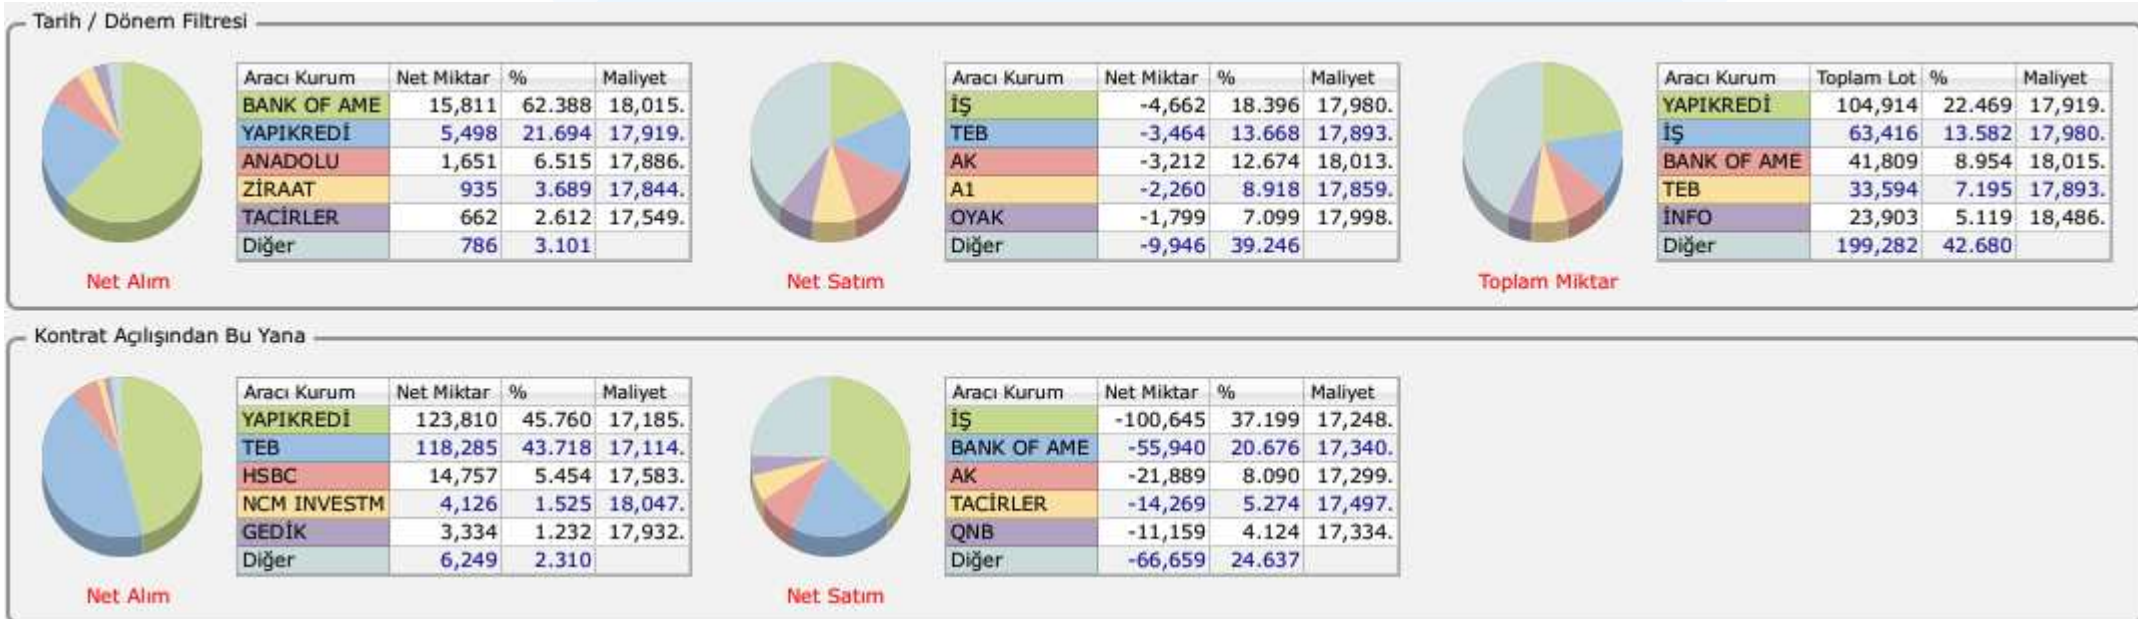 Tarih / Dönem Filtresi
Aracı Kurum Net Miktar % Maliyet
BANK OF AME 15,811 62.388 18,015.
YAPIKREDİ 5,498 21.694 17,919.
ANADOLU 1,651 6.515 17,886.
ZİRAAT 935 3.689 17,844.
TACİRLER 662 2.612 17,549.
Diğer 786 3.101
Net Alım
Aracı Kurum Net Miktar % Maliyet
İŞ -4,662 18.396 17,980.
TEB -3,464 13.668 17,893.
AK -3,212 12.674 18,013.
A1 -2,260 8.918 17,859.
OYAK -1,799 7.099 17,998.
Diğer -9,946 39.246
Net Satım
Aracı Kurum Toplam Lot % Maliyet
YAPIKREDİ 104,914 22.469 17,919.
İŞ 63,416 13.582 17,980.
BANK OF AME 41,809 8.954 18,015.
TEB 33,594 7.195 17,893.
İNFO 23,903 5.119 18,486.
Diğer 199,282 42.680
Toplam Miktar
Kontrat Açılışından Bu Yana
Aracı Kurum Net Miktar % Maliyet
YAPIKREDİ 123,810 45.760 17,185.
TEB 118,285 43.718 17,114.
HSBC 14,757 5.454 17,583.
NCM INVESTM 4,126 1.525 18,047.
GEDİK 3,334 1.232 17,932.
Diğer 6,249 2.310
Net Alım
Aracı Kurum Net Miktar % Maliyet
İŞ -100,645 37.199 17,248.
BANK OF AME -55,940 20.676 17,340.
AK -21,889 8.090 17,299.
TACİRLER -14,269 5.274 17,497.
QNB -11,159 4.124 17,334.
Diğer -66,659 24.637
Net Satım